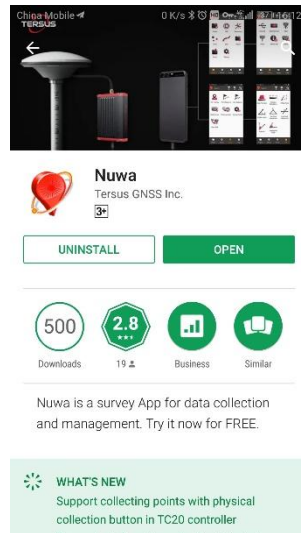 China Mobile
0 K/s
TERSUS
Nuwa
Tersus GNSS Inc.
3+
UNINSTALL
OPEN
500
2.8
Downloads
19
Business
Similar
Nuwa is a survey App for data collection
and management. Try it now for FREE.
WHAT'S NEW
Support collecting points with physical
collection button in TC20 controller